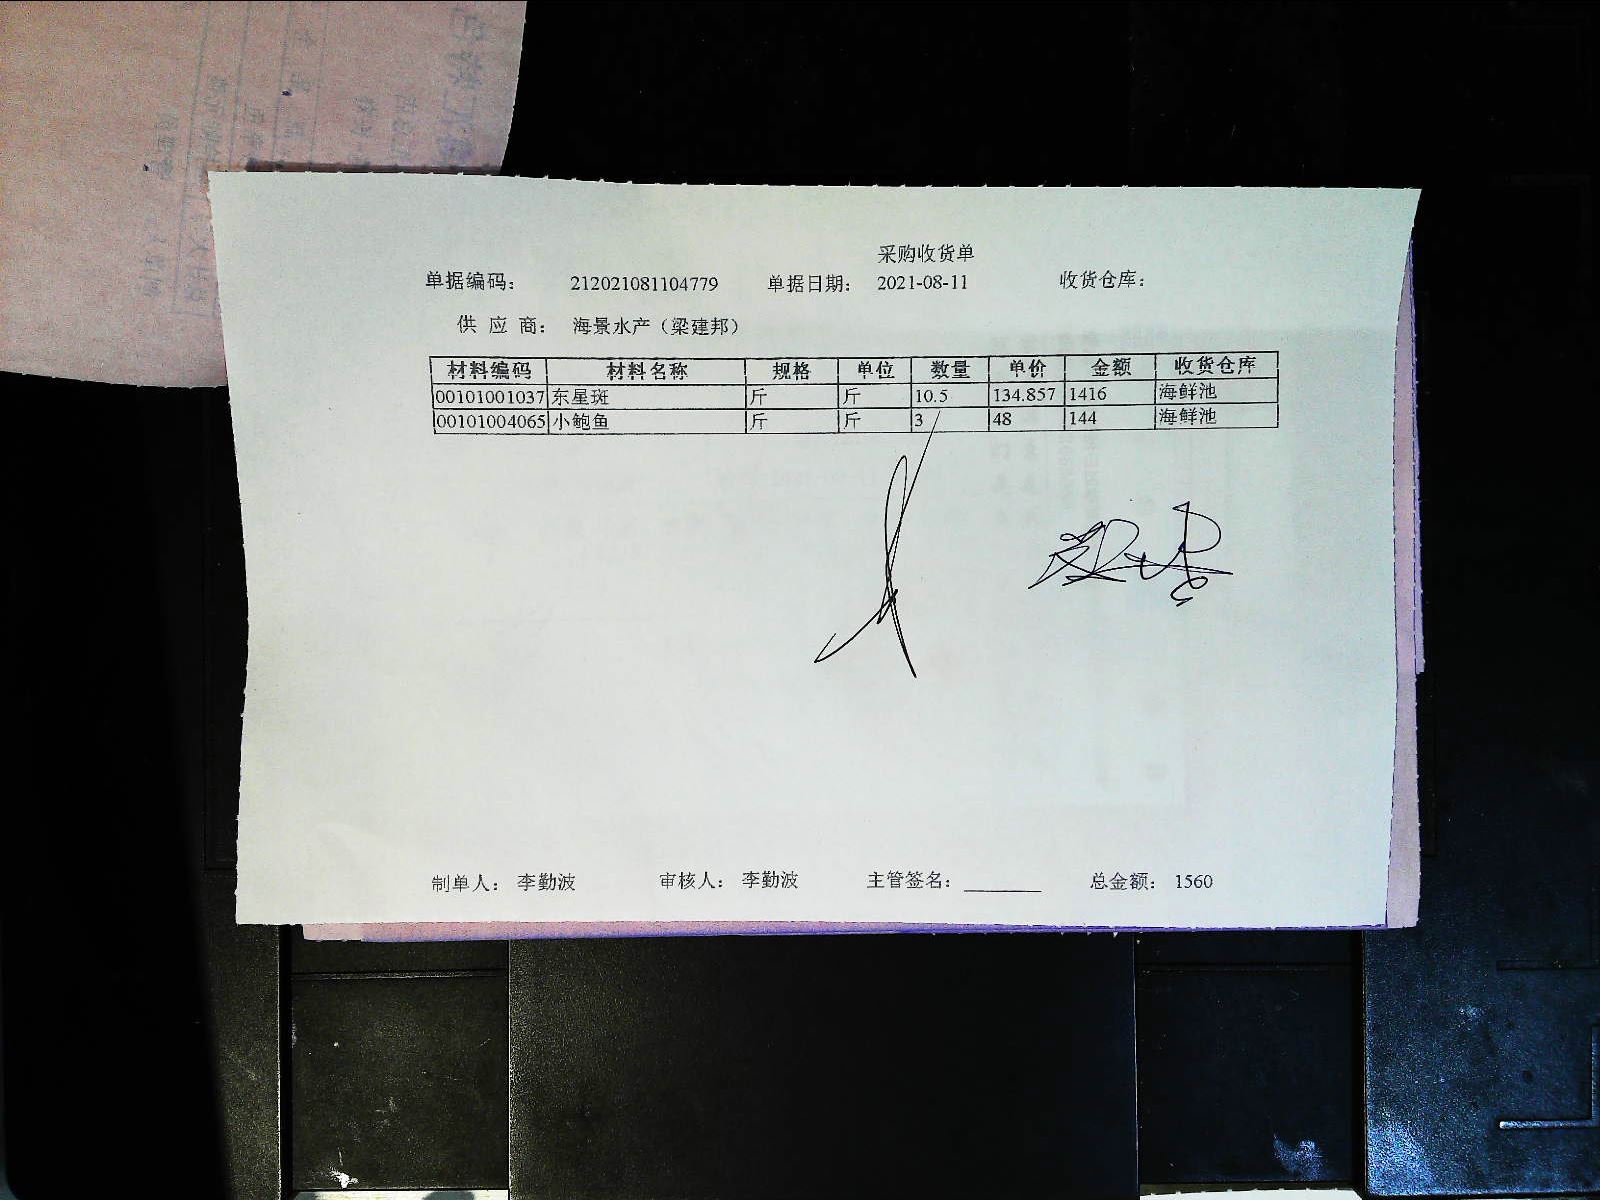 采购收货单
单据编码： 212021081104779 单据日期： 2021-08-11 收货仓库：
供 应 商： 海景水产（梁建邦）
材料编码 材料名称 规格 单位 数量 单价 金额 收货仓库
00101001037 东星斑 斤 斤 10.5 134.857 1416 海鲜池
00101004065 小鲍鱼 斤 斤 3 48 144 海鲜池
制单人： 李勤波 审核人： 李勤波 主管签名： 总金额： 1560